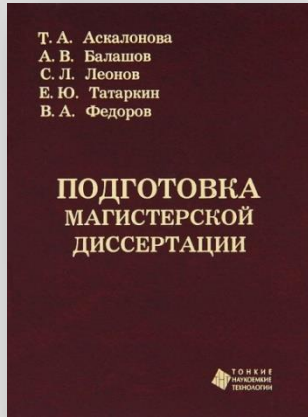 Т. А. Аскалонова
А. В. Балашов
С. Л. Леонов
Е. Ю. Татаркин
В. А. Федоров
ПОДГОТОВКА
МАГИСТЕРСКОЙ
ДИССЕРТАЦИИ
ТОНКИЕ
НАУКОЕМКИЕ
ТЕХНОЛОГИИ